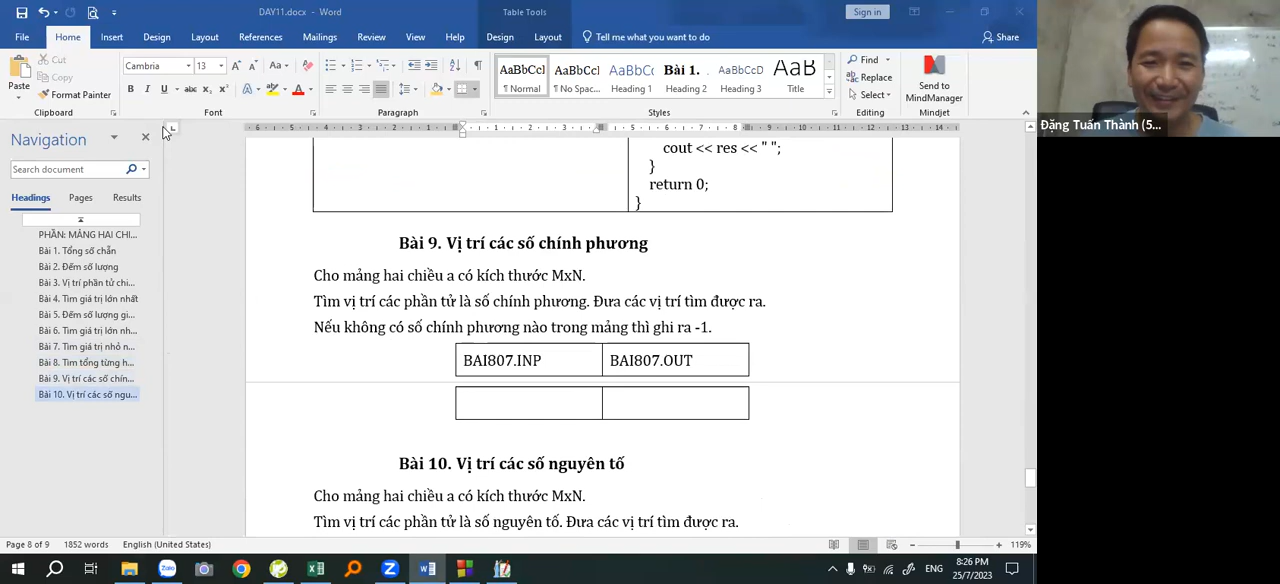 DAY11.docx - Word
Table Tools
Sign in
File Home Insert Design Layout References Mailings Review View Help Design Layout Tell me what you want to do Share
Paste
Cut
Copy
Format Painter
Clipboard
Cambria 13
Font
Paragraph
AaBbCcI AaBbCcI AaBbC( Bài 1. AaBbCcD AaB
¶ Normal ¶ No Spac... Heading 1 Heading 2 Heading 3 Title
Styles
Find
Replace
Select
Editing
Send to
MindManager
Mindjet
Đặng Tuấn Thành (5...
Navigation
Search document
Headings Pages Results
PHẦN: MẢNG HAI CHI...
Bài 1. Tổng số chẵn
Bài 2. Đếm số lượng
Bài 3. Vị trí phần tử chi...
Bài 4. Tìm giá trị lớn nhất
Bài 5. Đếm số lượng gi...
Bài 6. Tìm giá trị lớn nh...
Bài 7. Tìm giá trị nhỏ n...
Bài 8. Tìm tổng từng h...
Bài 9. Vị trí các số chín...
Bài 10. Vị trí các số ngu...
cout << res << " ";
}
return 0;
}
Bài 9. Vị trí các số chính phương
Cho mảng hai chiều a có kích thước MxN.
Tìm vị trí các phần tử là số chính phương. Đưa các vị trí tìm được ra.
Nếu không có số chính phương nào trong mảng thì ghi ra -1.
BAI807.INP BAI807.OUT
Bài 10. Vị trí các số nguyên tố
Cho mảng hai chiều a có kích thước MxN.
Tìm vị trí các phần tử là số nguyên tố. Đưa các vị trí tìm được ra.
Page 8 of 9 1852 words English (United States) 119%
Zalo
ENG
8:26 PM
25/7/2023